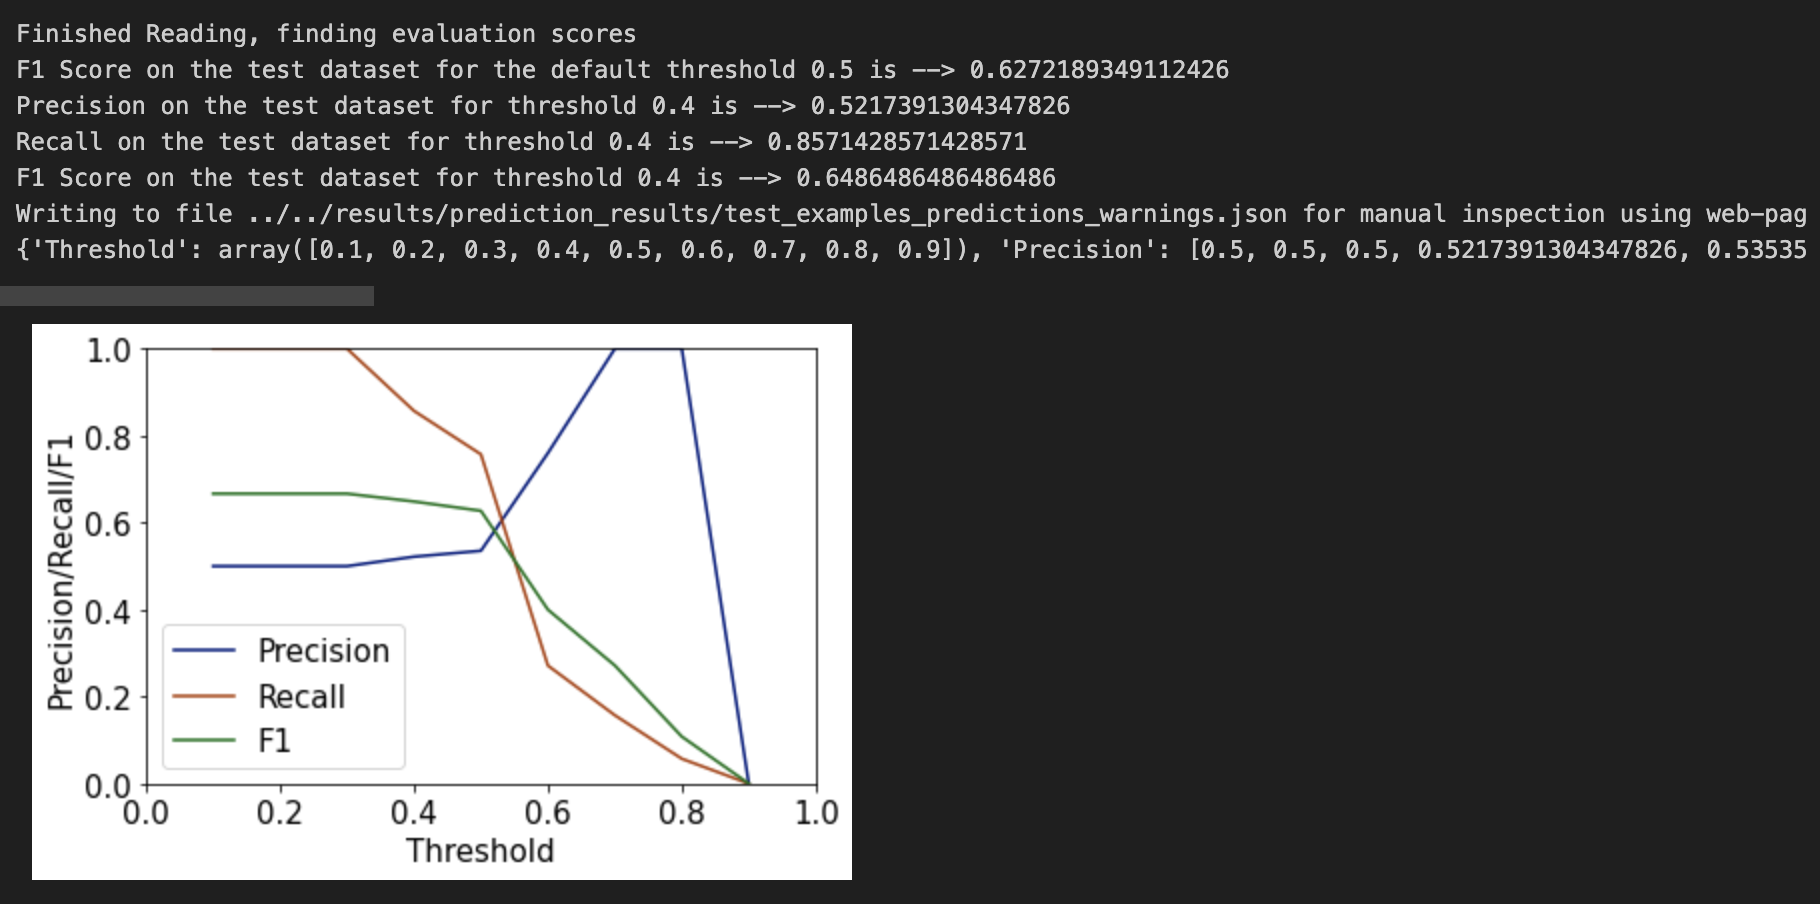 Finished Reading, finding evaluation scores
F1 Score on the test dataset for the default threshold 0.5 is --> 0.6272189349112426
Precision on the test dataset for threshold 0.4 is --> 0.5217391304347826
Recall on the test dataset for threshold 0.4 is --> 0.8571428571428571
F1 Score on the test dataset for threshold 0.4 is --> 0.6486486486486486
Writing to file ../../results/prediction_results/test_examples_predictions_warnings.json for manual inspection using web-pag
{'Threshold': array([0.1, 0.2, 0.3, 0.4, 0.5, 0.6, 0.7, 0.8, 0.9]), 'Precision': [0.5, 0.5, 0.5, 0.5217391304347826, 0.53535
1.0
0.8
0.6
0.4
0.2
0.0
Precision/Recall/F1
Precision
Recall
F1
0.0 0.2 0.4 0.6 0.8 1.0
Threshold